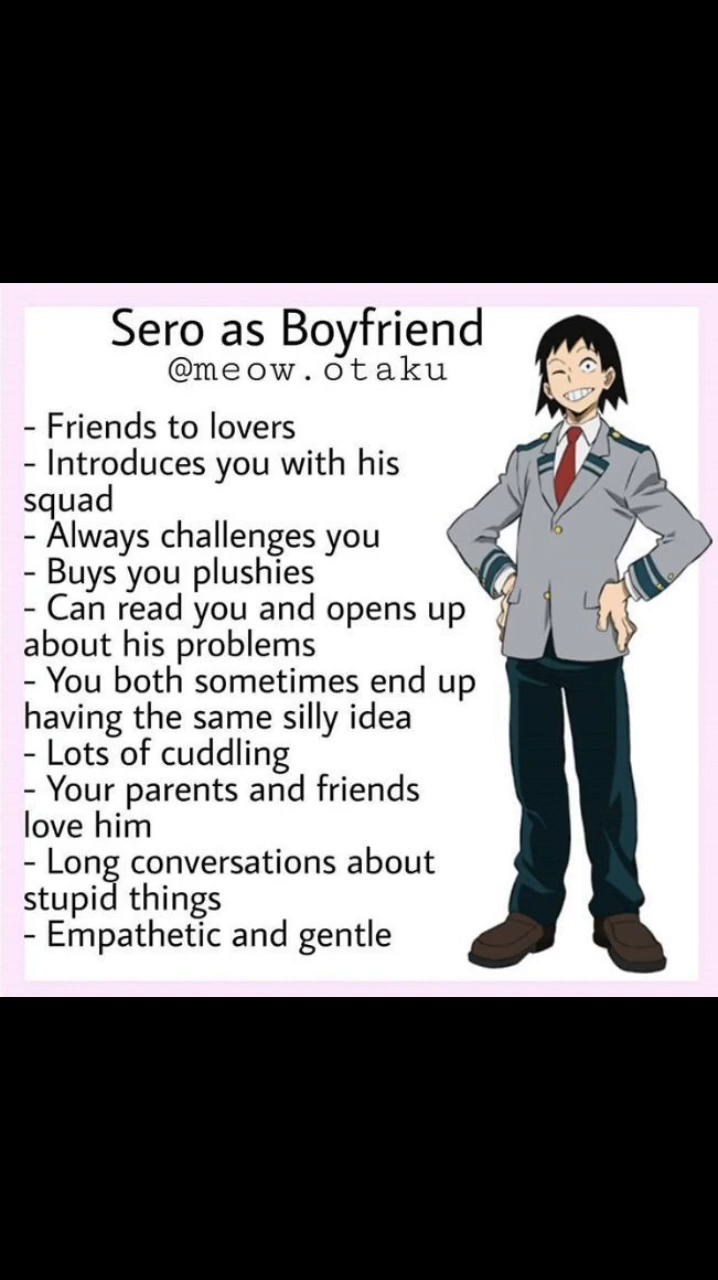 Sero as Boyfriend
@meow.otaku
- Friends to lovers
- Introduces you with his
squad
- Always challenges you
- Buys you plushies
- Can read you and opens up
about his problems
- You both sometimes end up
having the same silly idea
- Lots of cuddling
- Your parents and friends
love him
- Long conversations about
stupid things
- Empathetic and gentle